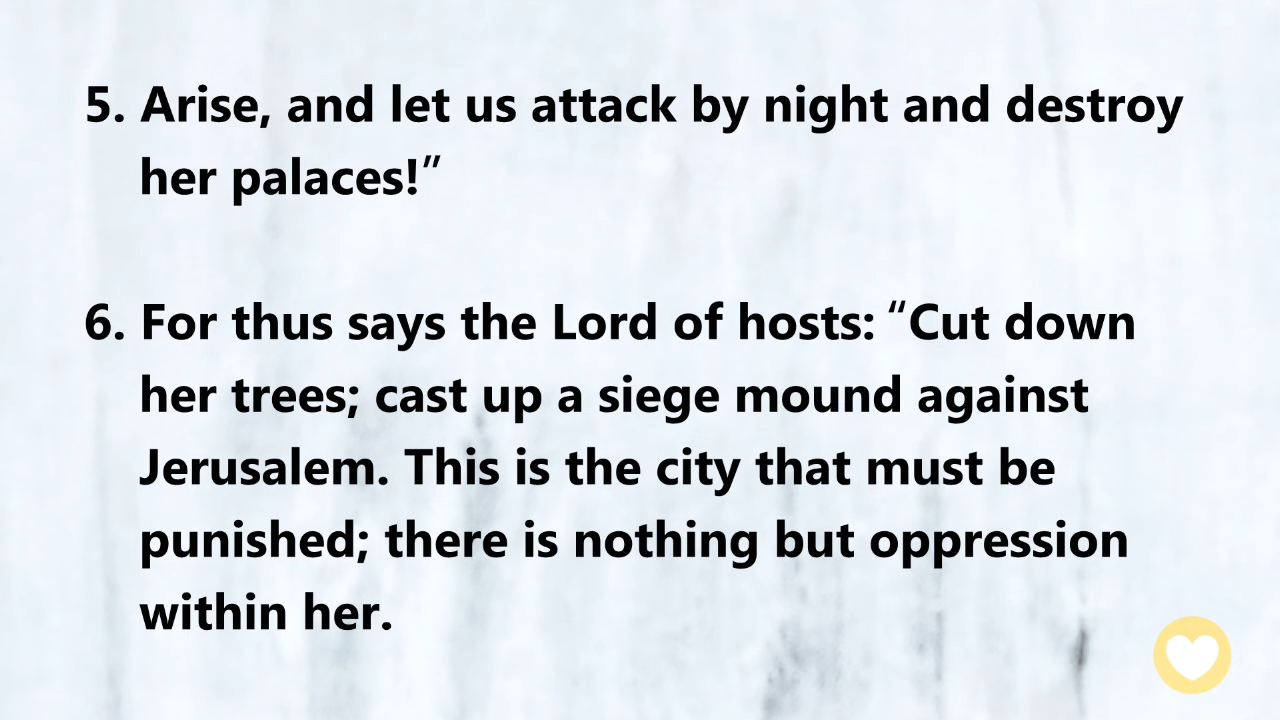 5. Arise, and let us attack by night and destroy
her palaces!”
6. For thus says the Lord of hosts: “Cut down
her trees; cast up a siege mound against
Jerusalem. This is the city that must be
punished; there is nothing but oppression
within her.